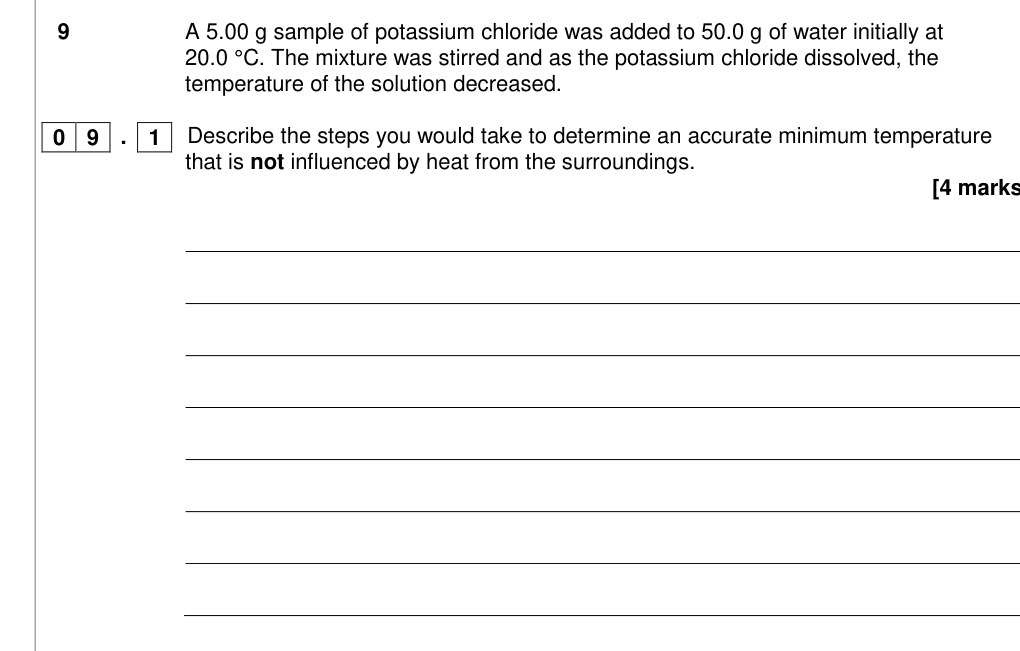 9 A 5.00 g sample of potassium chloride was added to 50.0 g of water initially at
20.0 °C. The mixture was stirred and as the potassium chloride dissolved, the
temperature of the solution decreased.
0 9 . 1 Describe the steps you would take to determine an accurate minimum temperature
that is not influenced by heat from the surroundings.
[4 marks